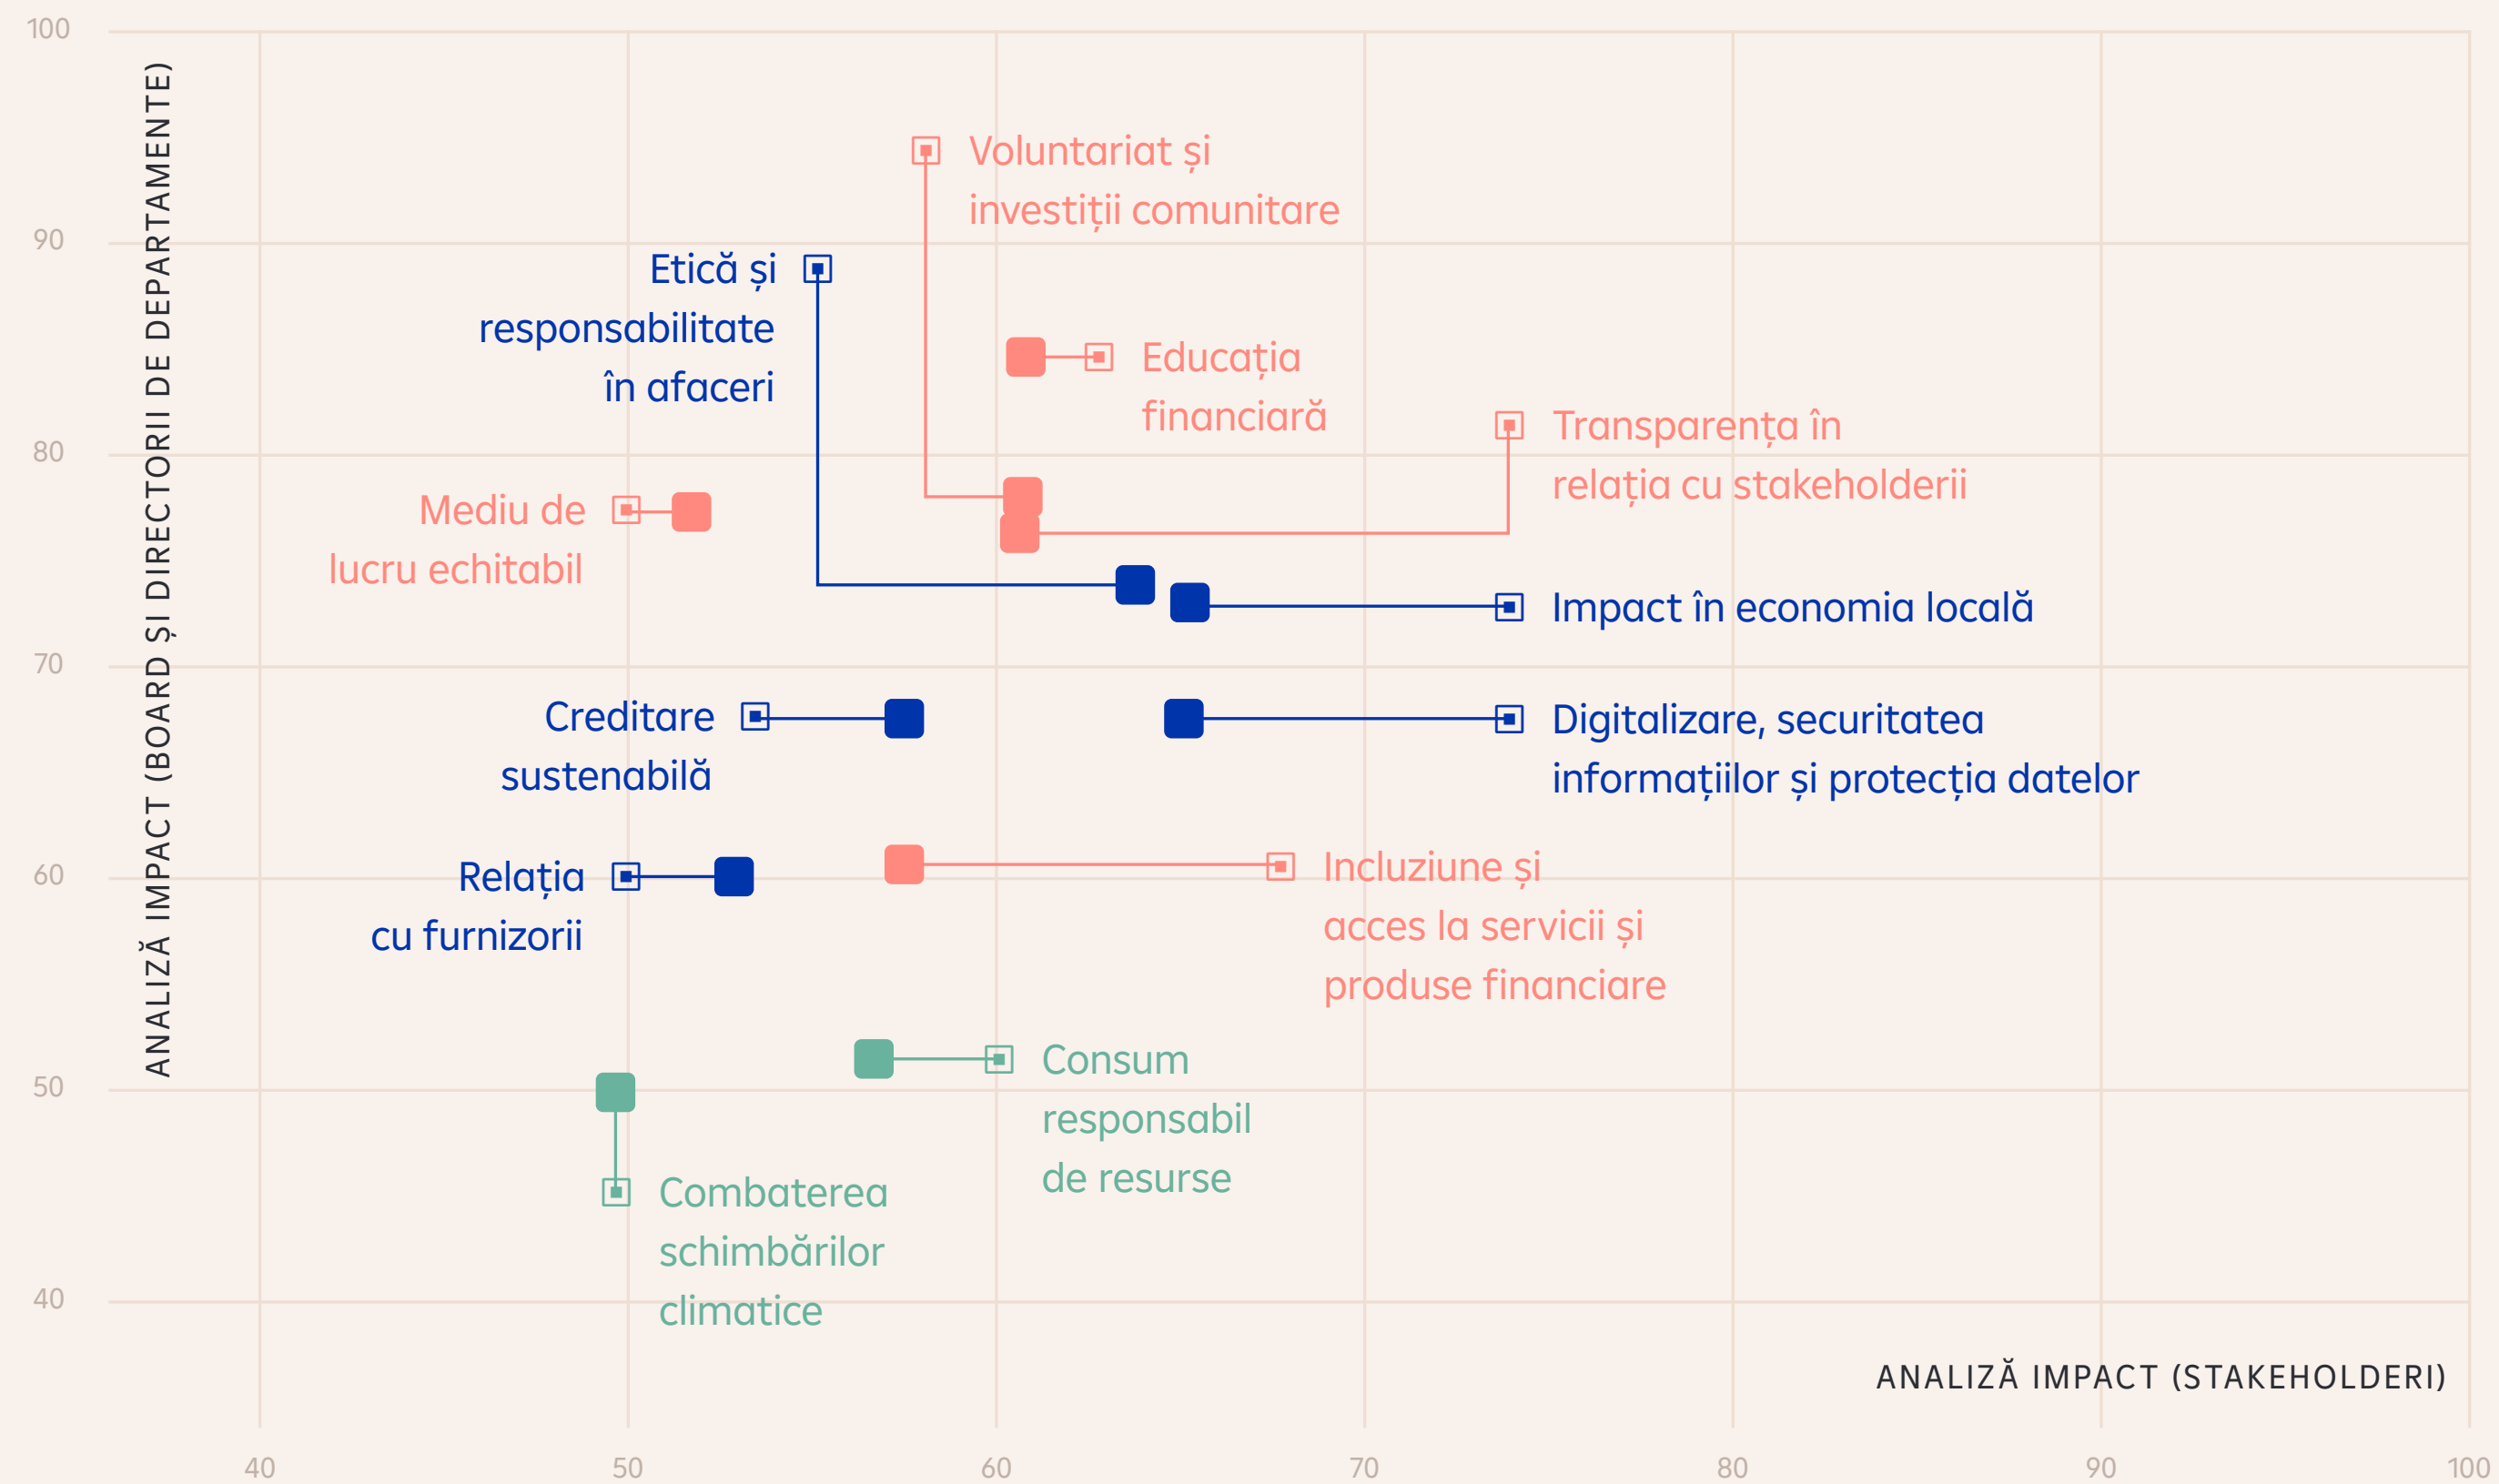 100
90
80
70
60
50
40
ANALIZĂ IMPACT (BOARD ȘI DIRECTORII DE DEPARTAMENTE)
Voluntariat și
investiții comunitare
Etică și
responsabilitate
în afaceri
Educația
financiară
Transparența în
relația cu stakeholderii
Mediu de
lucru echitabil
Impact în economia locală
Creditare
sustenabilă
Digitalizare, securitatea
informațiilor și protecția datelor
Relația
cu furnizorii
Incluziune și
acces la servicii și
produse financiare
Consum
responsabil
de resurse
Combaterea
schimbărilor
climatice
ANALIZĂ IMPACT (STAKEHOLDERI)
40 50 60 70 80 90 100